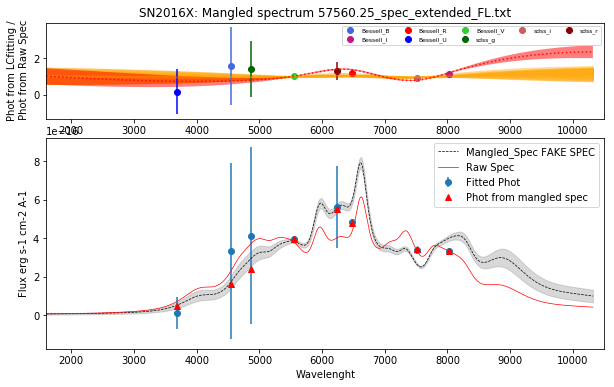 SN2016X: Mangled spectrum 57560.25_spec_extended_FL.txt
Phot from LCfitting /
Phot from Raw Spec
2
0
Bessell_B
Bessell_I
Bessell_R
Bessell_U
Bessell_V
sdss_g
sdss_i
sdss_r
2000 3000 4000 5000 6000 7000 8000 9000 10000
1e−16
Flux erg s-1 cm-2 A-1
8
6
4
2
0
Mangled_Spec FAKE SPEC
Raw Spec
Fitted Phot
Phot from mangled spec
2000 3000 4000 5000 6000 7000 8000 9000 10000
Wavelenght